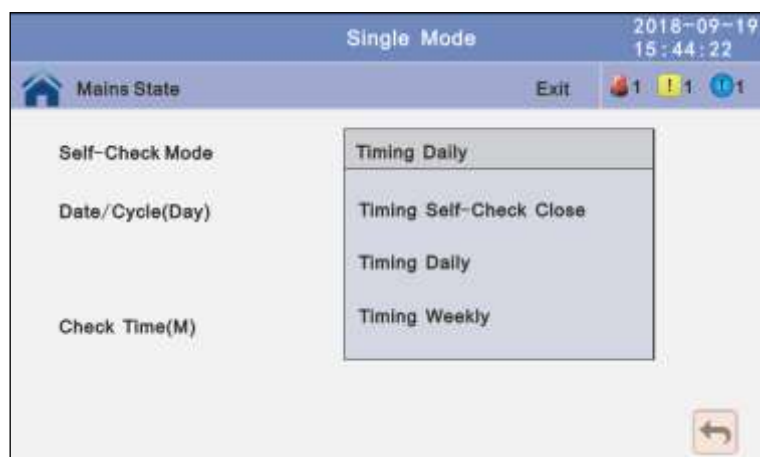 Single Mode
2018-09-19
15:44:22
Mains State
Exit
1
! 1
1
Self-Check Mode
Timing Daily
Date/Cycle(Day)
Timing Self-Check Close
Timing Daily
Check Time(M)
Timing Weekly